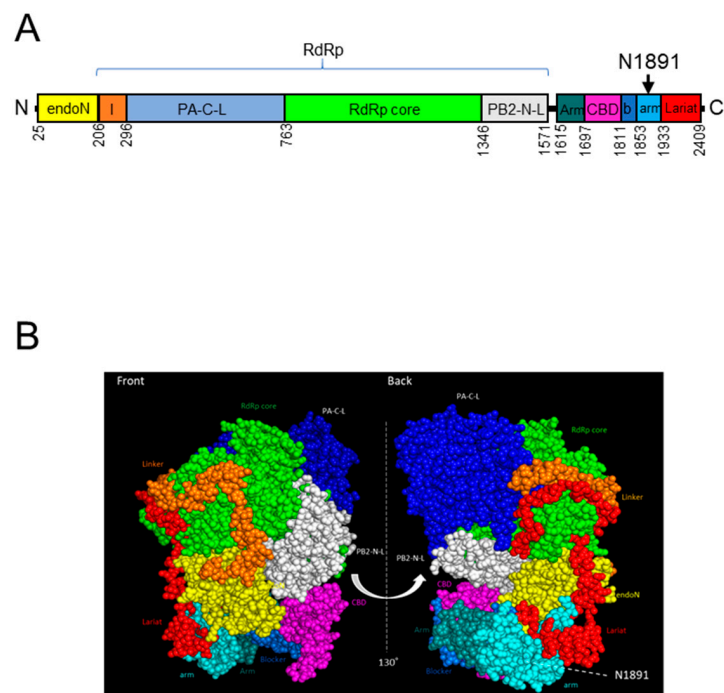 A
RdRp
N1891
N endoN I PA-C-L RdRp core PB2-N-L Arm CBD b arm Lariat C
25 206 296 763 1346 1571 1615 1697 1811 1853 1933 2409
B
Front Back
RdRp core PA-C-L PA-C-L RdRp core
Linker Linker
PB2-N-L PB2-N-L
CBD CBD endoN
Lariat Arm Lariat
Blocker Blocker N1891
arm Arm 130° arm